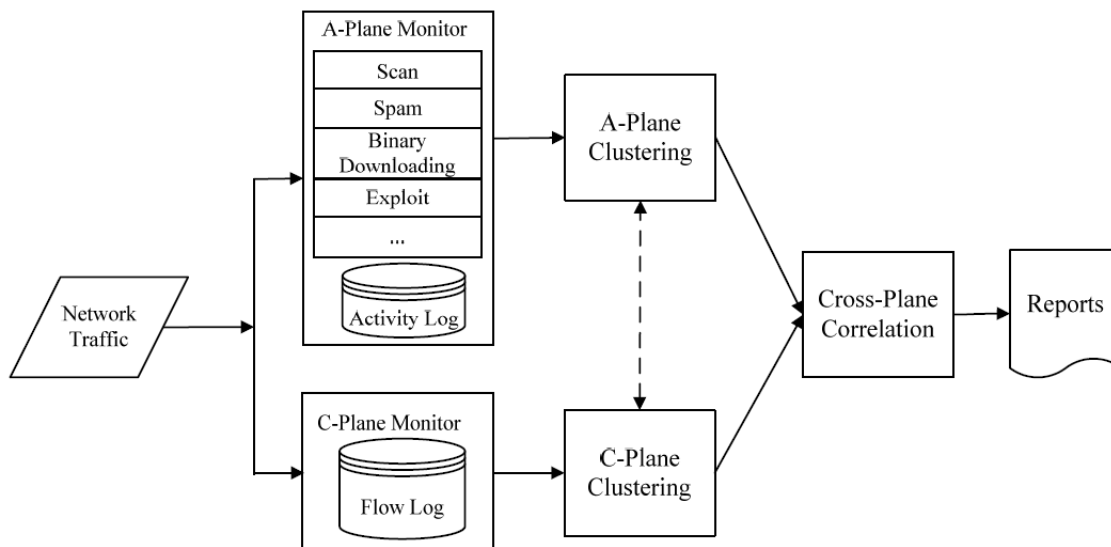 A-Plane Monitor
Scan
Spam
Binary
Downloading
Exploit
...
Activity Log
A-Plane
Clustering
Network
Traffic
Cross-Plane
Correlation
Reports
C-Plane Monitor
Flow Log
C-Plane
Clustering